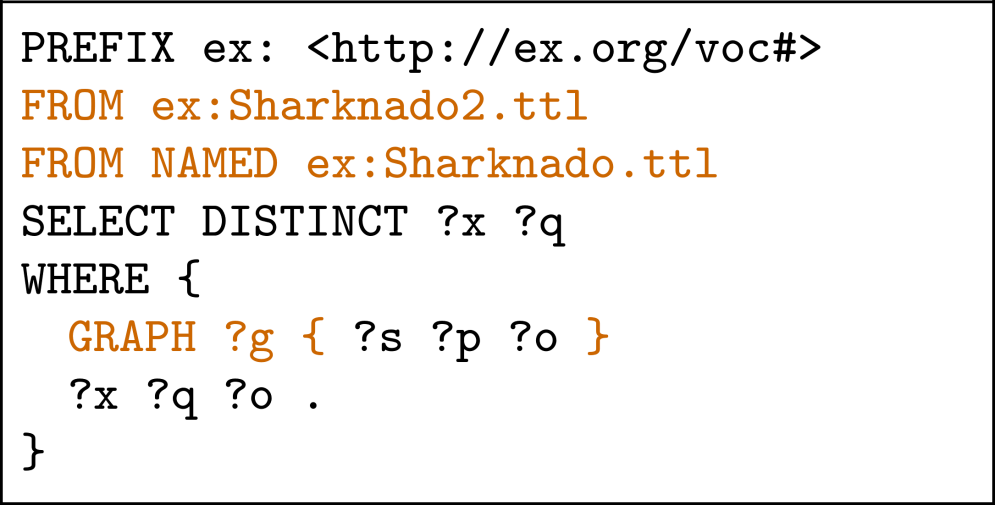 PREFIX ex: <http://ex.org/voc#>
FROM ex:Sharknado2.ttl
FROM NAMED ex:Sharknado.ttl
SELECT DISTINCT ?x ?q
WHERE {
  GRAPH ?g { ?s ?p ?o }
  ?x ?q ?o .
}